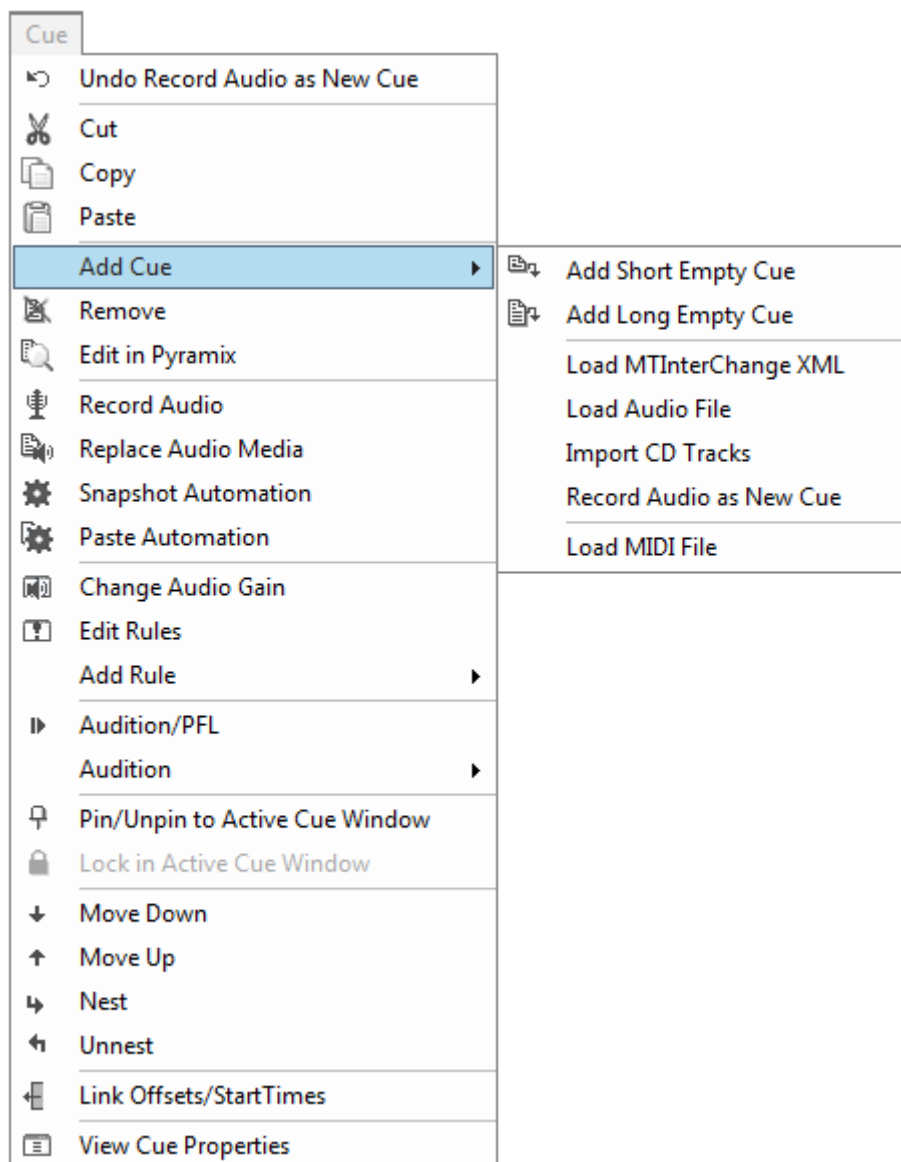 Cue
Undo Record Audio as New Cue
Cut
Copy
Paste
Add Cue
Remove
Edit in Pyramix
Record Audio
Replace Audio Media
Snapshot Automation
Paste Automation
Change Audio Gain
Edit Rules
Add Rule
Audition/PFL
Audition
Pin/Unpin to Active Cue Window
Lock in Active Cue Window
Move Down
Move Up
Nest
Unnest
Link Offsets/StartTimes
View Cue Properties
Add Short Empty Cue
Add Long Empty Cue
Load MTInterChange XML
Load Audio File
Import CD Tracks
Record Audio as New Cue
Load MIDI File